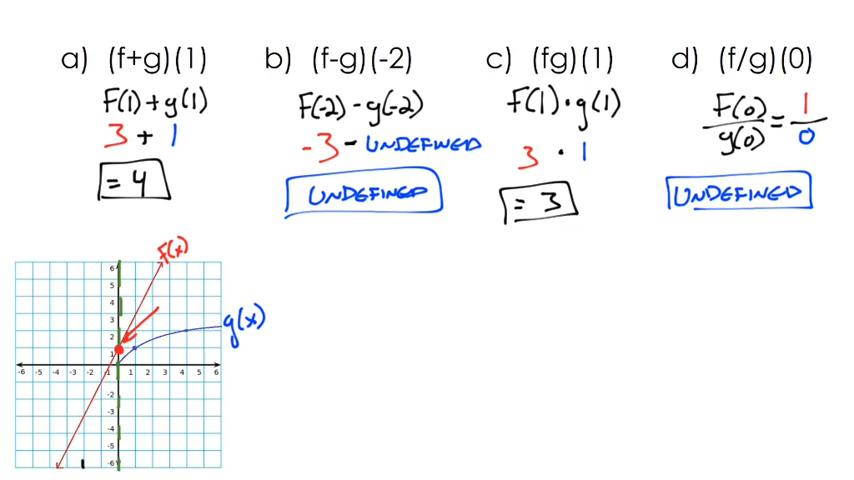 a) (f+g)(1)
F(1)+g(1)
3 + 1
= 4
b) (f-g)(-2)
F(-2)-g(-2)
-3 - UNDEFINED
UNDEFINED
c) (fg)(1)
F(1)·g(1)
3 · 1
= 3
d) (f/g)(0)
F(0)/g(0) = 1/0
UNDEFINED
F(x)
g(x)
6
5
4
3
2
1
-6 -5 -4 -3 -2 -1 1 2 3 4 5 6
-2
-3
-4
-5
-6